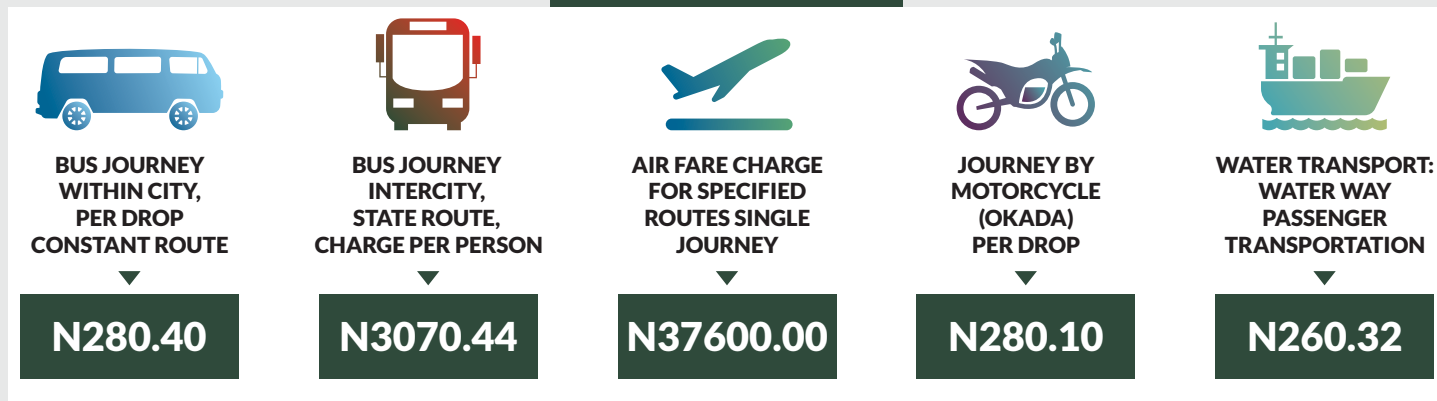 BUS JOURNEY
WITHIN CITY,
PER DROP
CONSTANT ROUTE
N280.40
BUS JOURNEY
INTERCITY,
STATE ROUTE,
CHARGE PER PERSON
N3070.44
AIR FARE CHARGE
FOR SPECIFIED
ROUTES SINGLE
JOURNEY
N37600.00
JOURNEY BY
MOTORCYCLE
(OKADA)
PER DROP
N280.10
WATER TRANSPORT:
WATER WAY
PASSENGER
TRANSPORTATION
N260.32